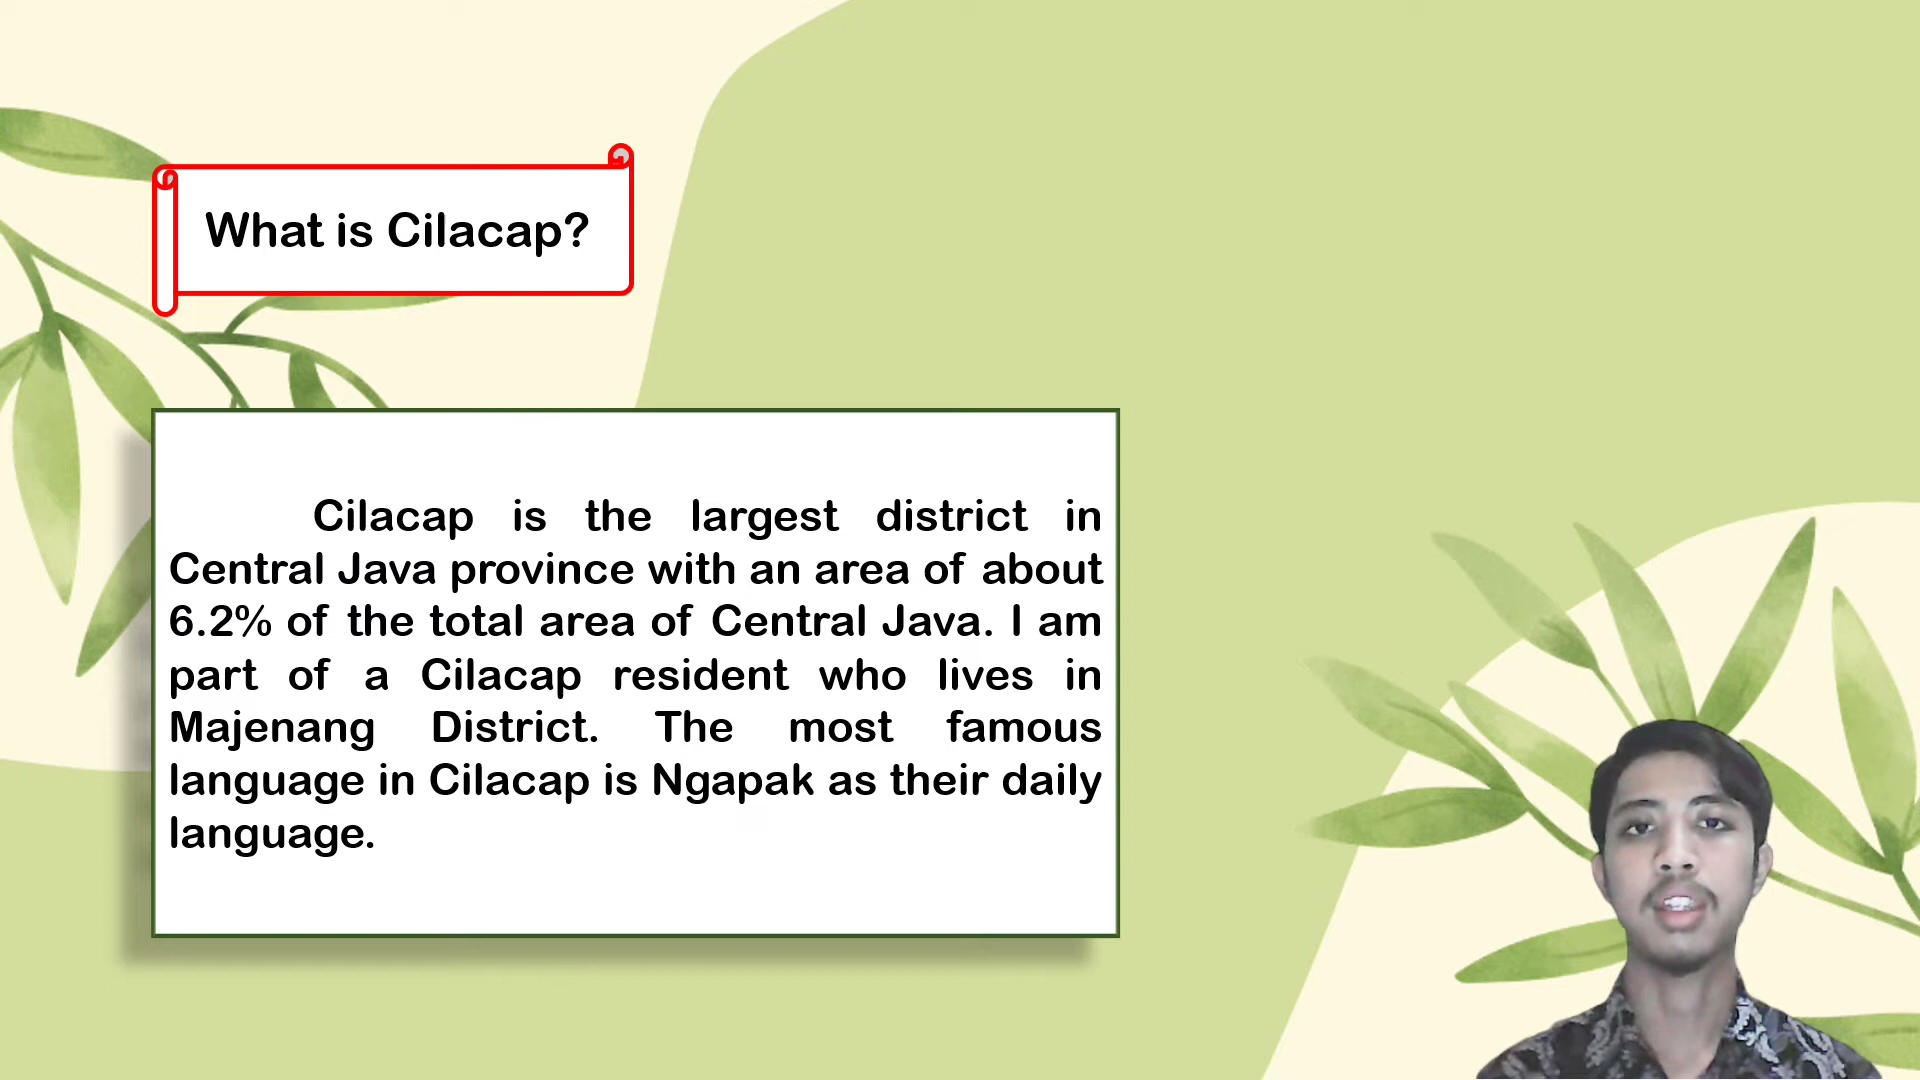 What is Cilacap?
Cilacap is the largest district in
Central Java province with an area of about
6.2% of the total area of Central Java. I am
part of a Cilacap resident who lives in
Majenang District. The most famous
language in Cilacap is Ngapak as their daily
language.